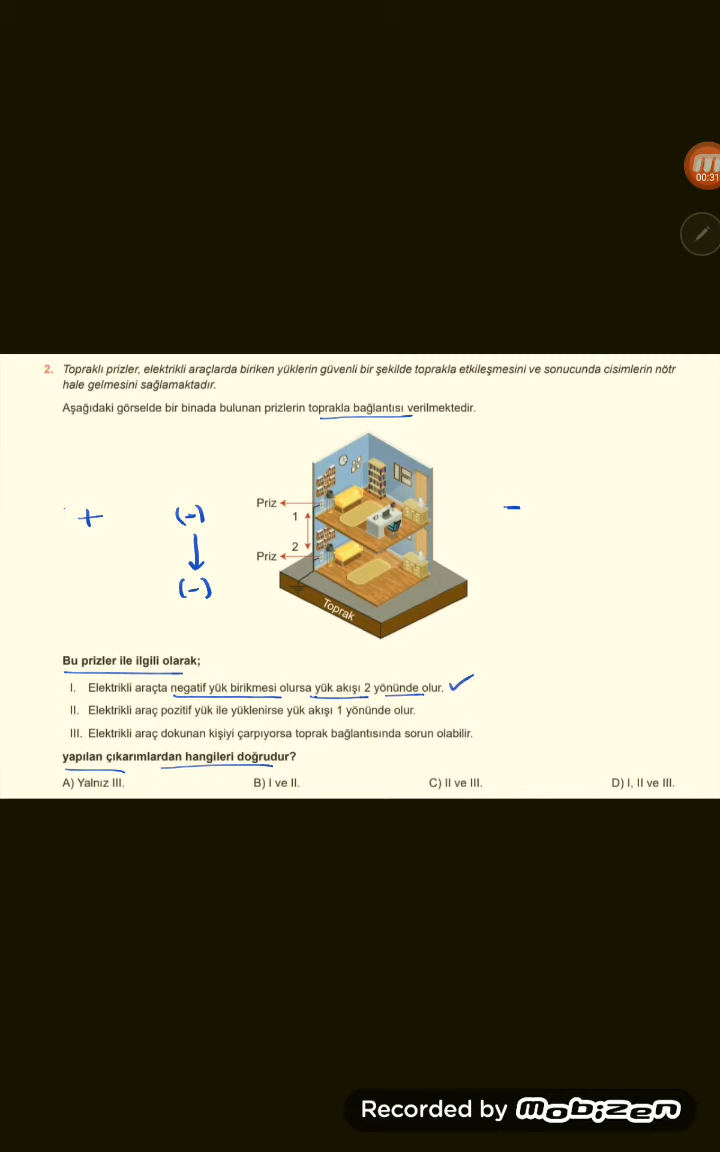 00:31
2. Topraklı prizler, elektrikli araçlarda biriken yüklerin güvenli bir şekilde toprakla etkileşmesini ve sonucunda cisimlerin nötr
hale gelmesini sağlamaktadır.
Aşağıdaki görselde bir binada bulunan prizlerin toprakla bağlantısı verilmektedir.
Priz
1
+ (-) -
2
Priz
(-)
Toprak
Bu prizler ile ilgili olarak;
I. Elektrikli araçta negatif yük birikmesi olursa yük akışı 2 yönünde olur.
II. Elektrikli araç pozitif yük ile yüklenirse yük akışı 1 yönünde olur.
III. Elektrikli araç dokunan kişiyi çarpıyorsa toprak bağlantısında sorun olabilir.
yapılan çıkarımlardan hangileri doğrudur?
A) Yalnız III. B) I ve II. C) II ve III. D) I, II ve III.
Recorded by mobizen